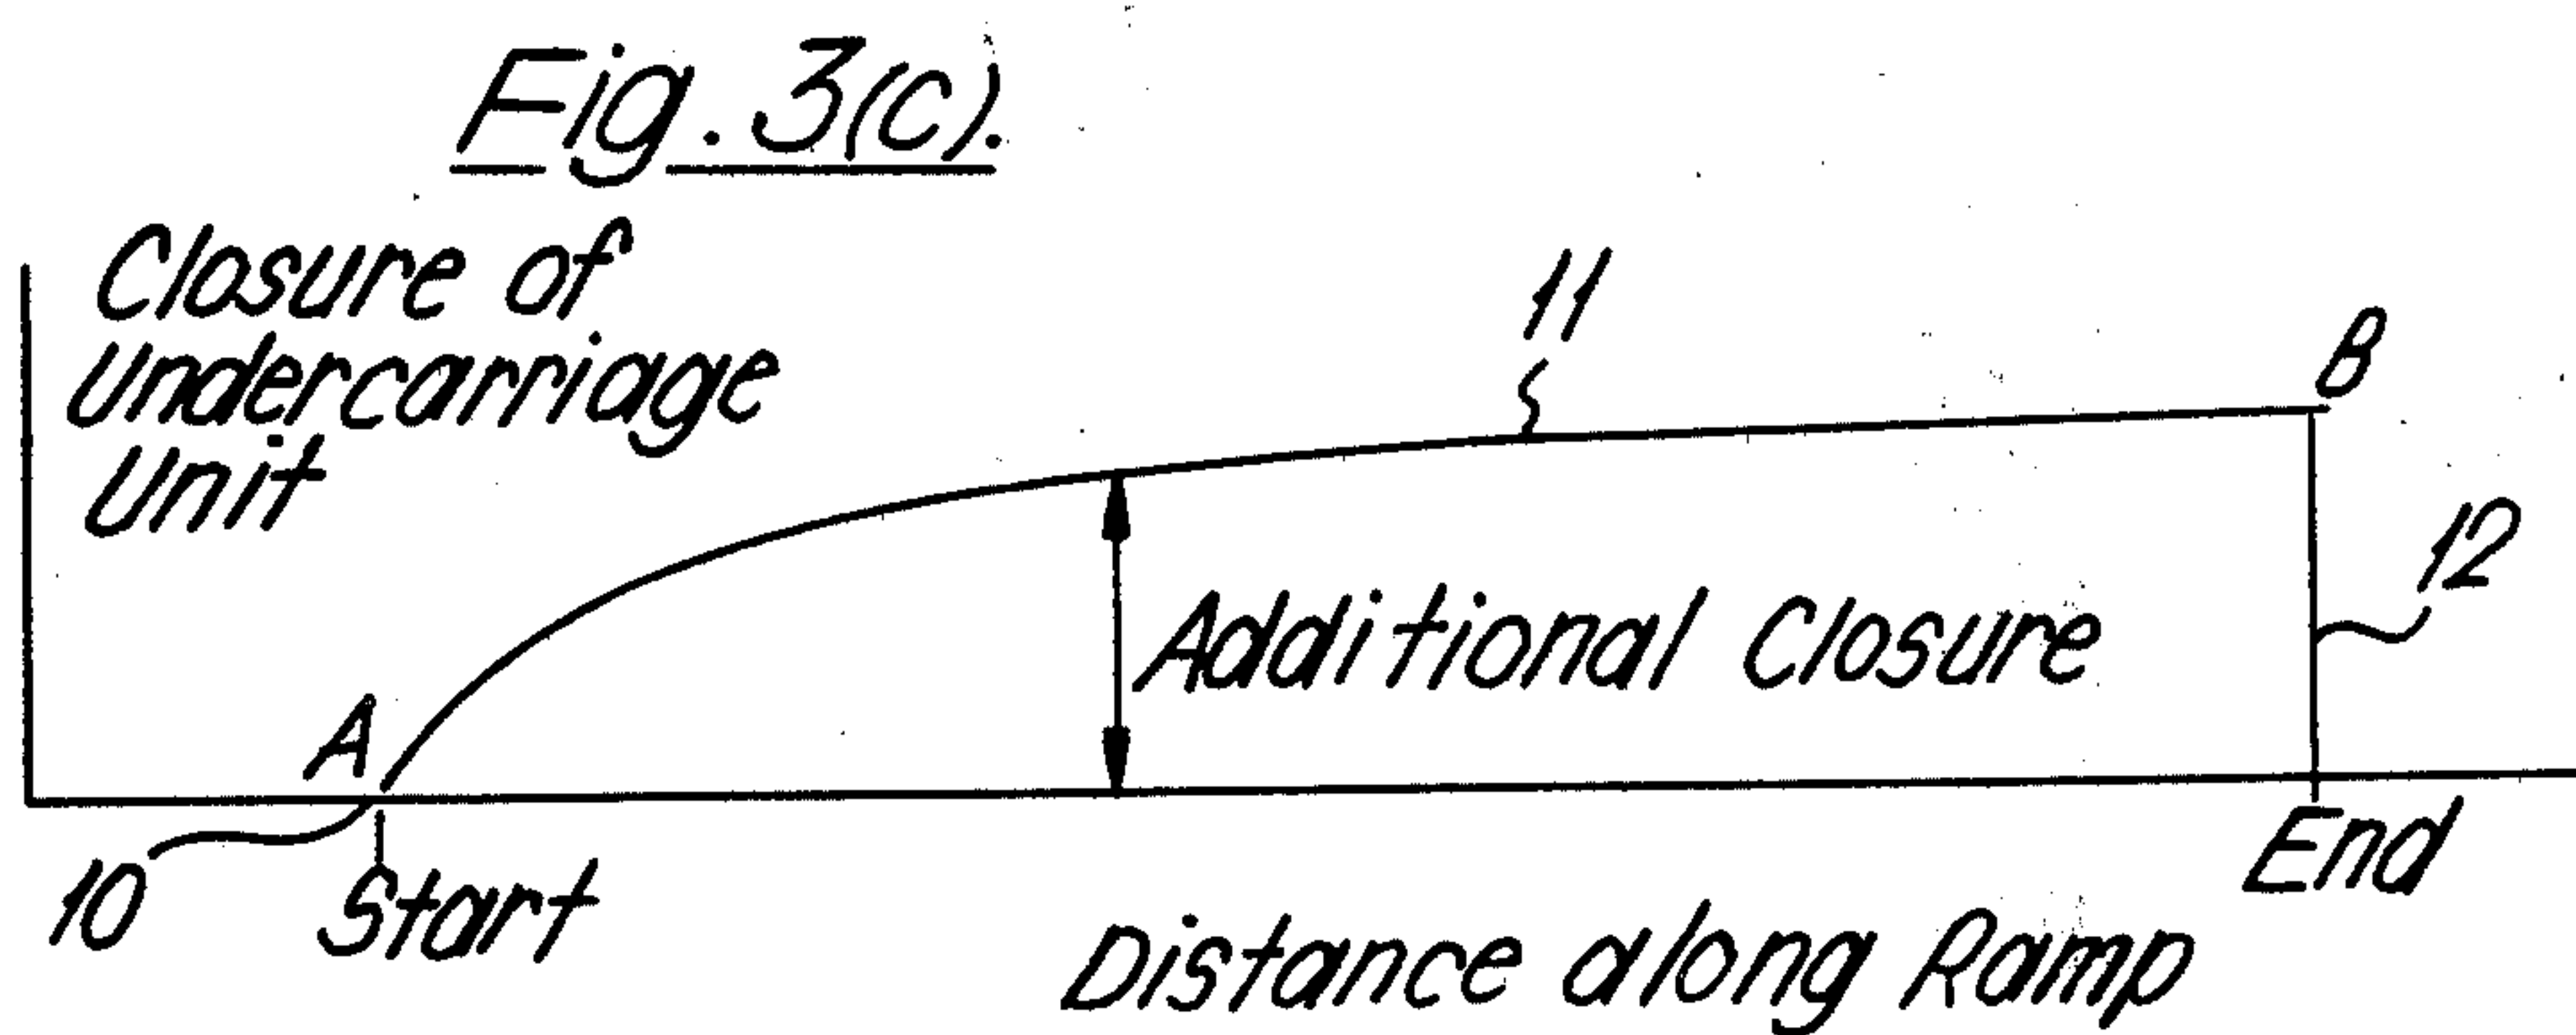 Fig. 3(c).
Closure of
Undercarriage
Unit
11
B
12
A
Additional Closure
10
Start
End
Distance along Ramp